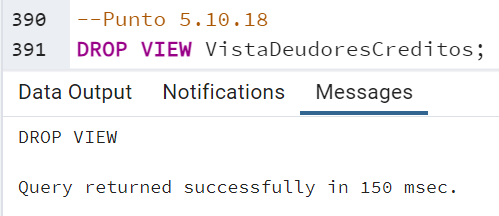 390 --Punto 5.10.18
391 DROP VIEW VistaDeudoresCreditos;
Data Output Notifications Messages
DROP VIEW
Query returned successfully in 150 msec.